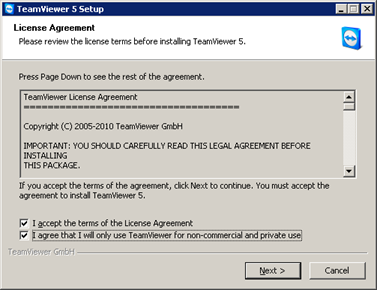 TeamViewer 5 Setup
License Agreement
Please review the license terms before installing TeamViewer 5.
Press Page Down to see the rest of the agreement.
TeamViewer License Agreement
=====================================
Copyright (C) 2005-2010 TeamViewer GmbH
IMPORTANT: YOU SHOULD CAREFULLY READ THIS LEGAL AGREEMENT BEFORE
INSTALLING
THIS PACKAGE.
If you accept the terms of the agreement, click Next to continue. You must accept the
agreement to install TeamViewer 5.
I accept the terms of the License Agreement
I agree that I will only use TeamViewer for non-commercial and private use
TeamViewer GmbH
Next >
Cancel